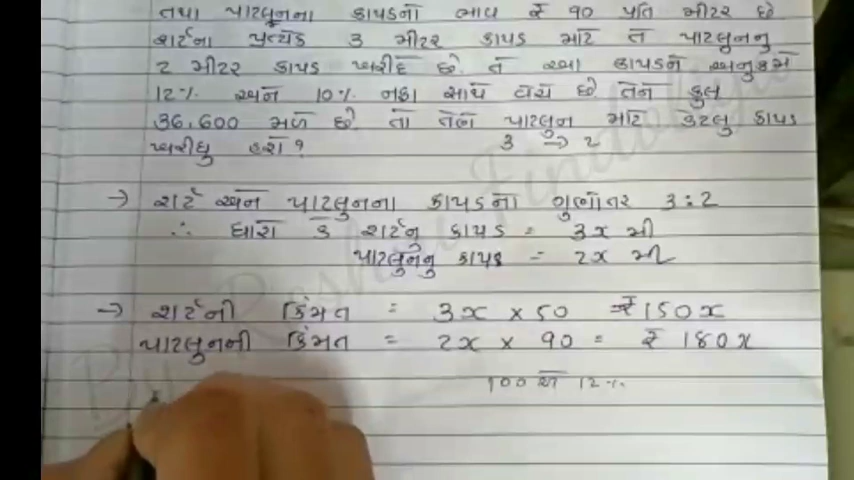 તથા પાટલૂનના કાપડનો ભાવ ₹ 90 પ્રતિ મીટર છે
શર્ટના પ્રત્યેક 3 મીટર કાપડ માટે તે પાટલુનનુ
2 મીટર કાપડ ખરીદે છે. તે આ કાપડને અનુક્રમે
12% અને 10% નફા સાથે વેચે છે તેને કુલ
36,600 મળે છે. તો તેણે પાટલુન માટે કેટલુ કાપડ
ખરીધુ હશે? 3 → 2
→ શર્ટ અને પાટલુનના કાપડનો ગુણોતર 3:2
∴ ધારો કે શર્ટનુ કાપડ = 3x મી
પાટલુનનુ કાપડ = 2x મી
→ શર્ટની કિંમત = 3x × 50 = ₹ 150x
પાટલુનની કિંમત = 2x × 90 = ₹ 180x
100 એ 12%